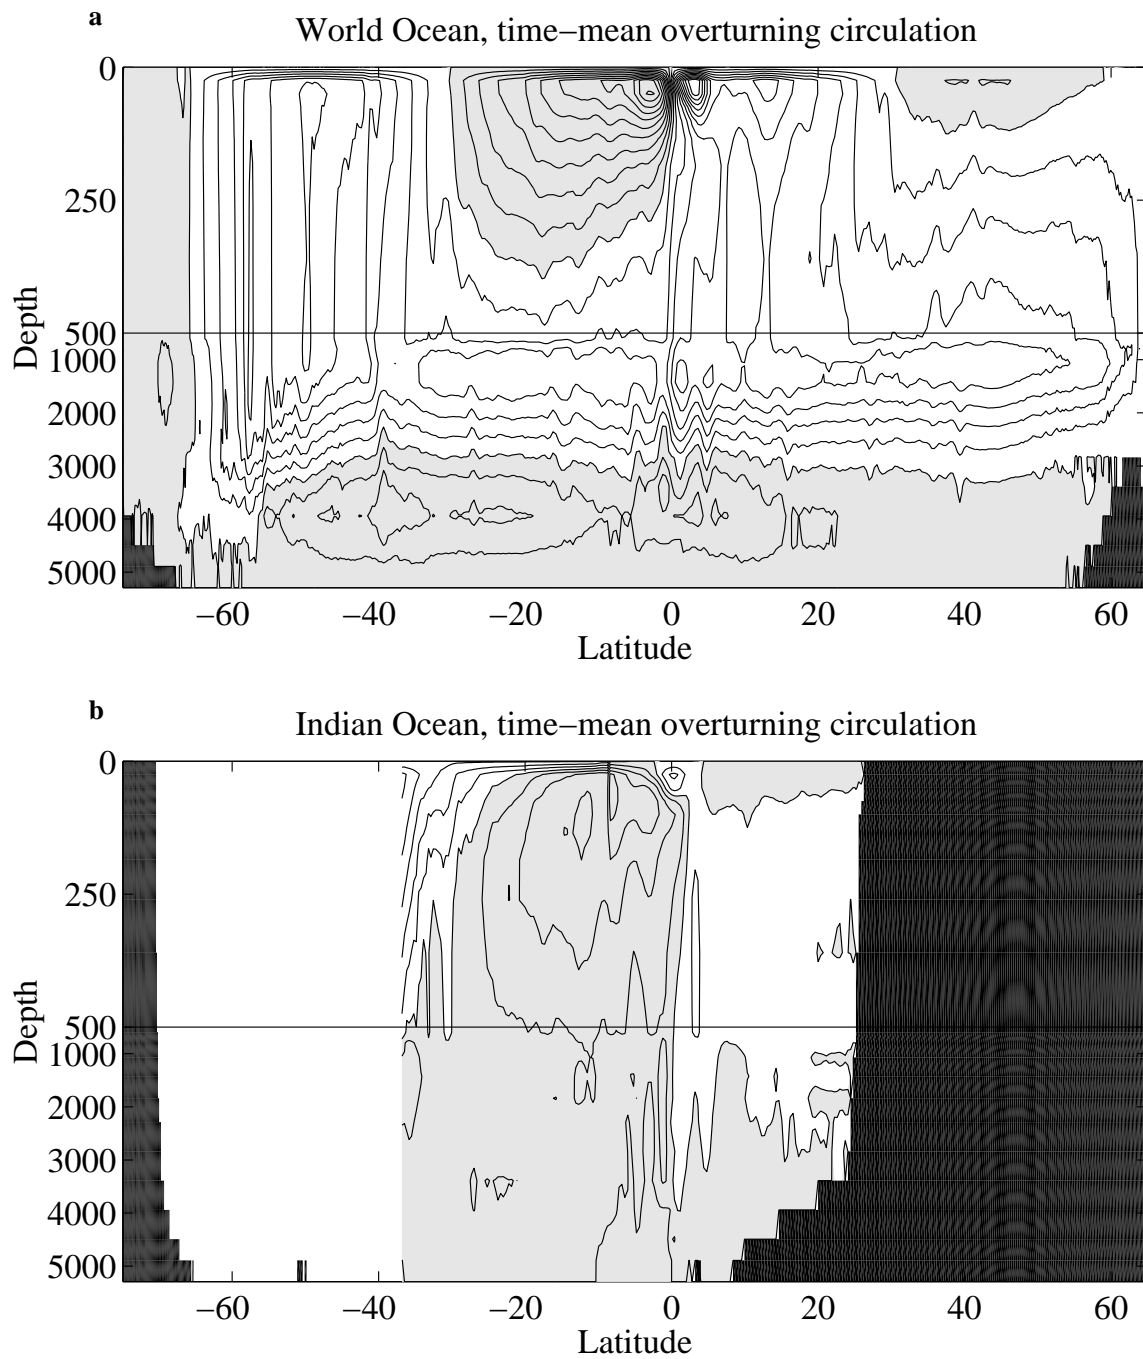 a
World Ocean, time−mean overturning circulation
0
250
500
1000
2000
3000
4000
5000
Depth
−60 −40 −20 0 20 40 60
Latitude
b
Indian Ocean, time−mean overturning circulation
0
250
500
1000
2000
3000
4000
5000
Depth
−60 −40 −20 0 20 40 60
Latitude